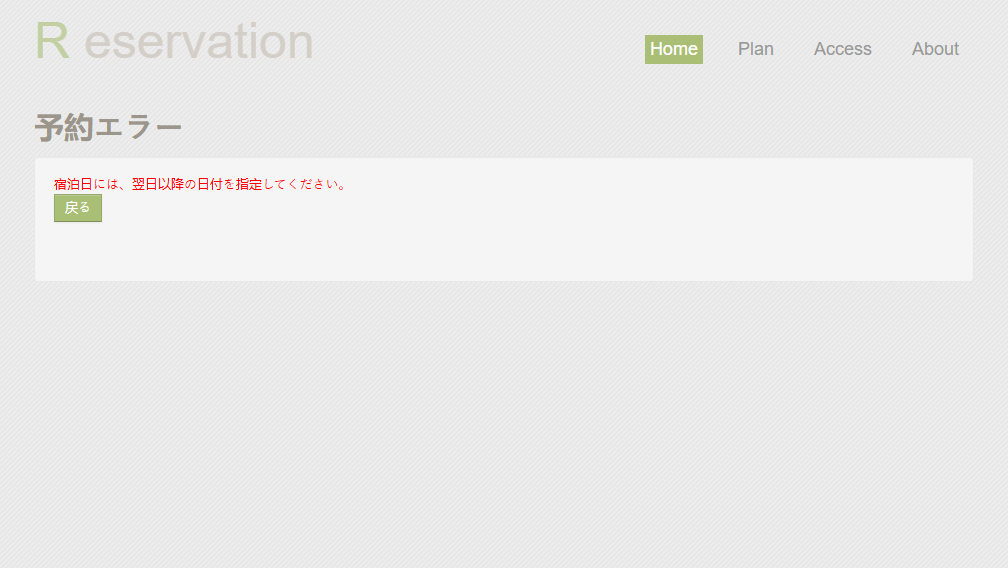 R eservation
Home Plan Access About
予約エラー
宿泊日には、翌日以降の日付を指定してください。
戻る